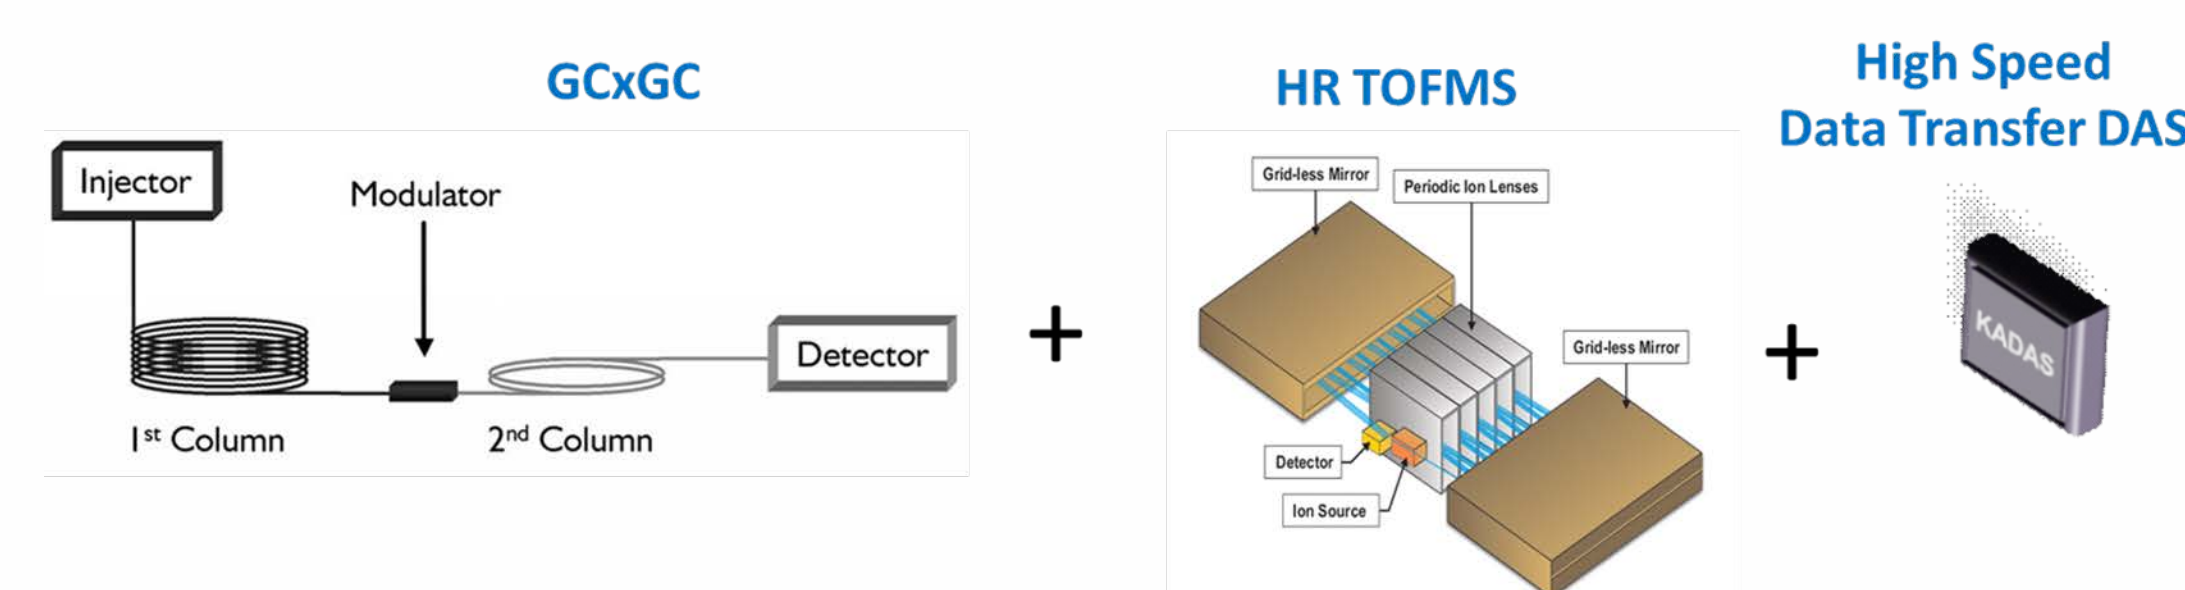 GCxGC
Injector
Modulator
Detector
1st Column
2nd Column
+
HR TOFMS
Grid-less Mirror
Periodic Ion Lenses
Grid-less Mirror
Detector
Ion Source
+
High Speed
Data Transfer DAS
KADAS